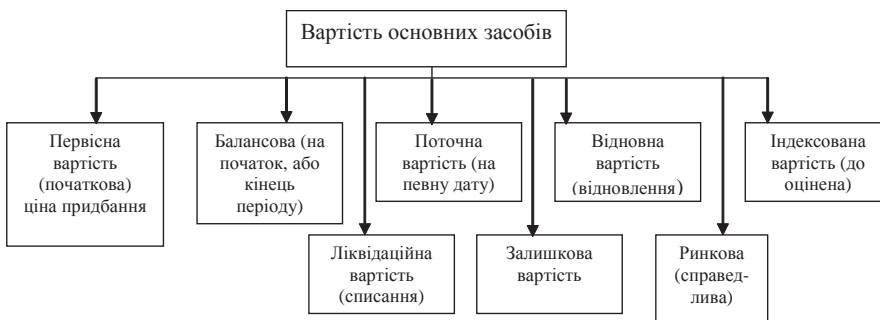 Вартість основних засобів
Первісна
вартість
(початкова)
ціна придбання
Балансова (на
початок, або
кінець
періоду)
Поточна
вартість (на
певну дату)
Відновна
вартість
(відновлення)
Індексована
вартість (до
оцінена)
Ліквідаційна
вартість
(списання)
Залишкова
вартість
Ринкова
(справед-
лива)